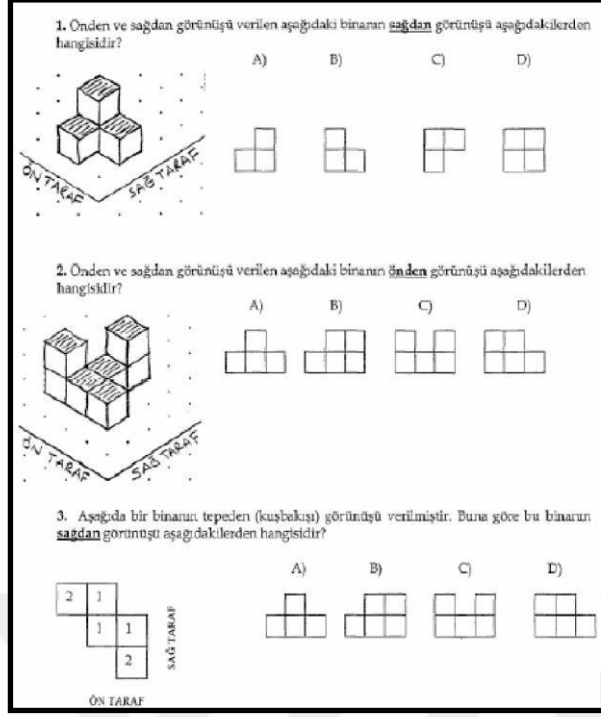 1. Önden ve sağdan görünüşü verilen aşağıdaki binanın sağdan görünüşü aşağıdakilerden
hangisidir?
A) B) C) D)
ÖN TARAF SAĞ TARAF
2. Önden ve sağdan görünüşü verilen aşağıdaki binanın önden görünüşü aşağıdakilerden
hangisidir?
A) B) C) D)
ÖN TARAF SAĞ TARAF
3. Aşağıda bir binanın tepeden (kuşbakışı) görünüşü verilmiştir. Buna göre bu binanın
sağdan görünüşü aşağıdakilerden hangisidir?
A) B) C) D)
2 1
1 1
2
SAĞ TARAF
ÖN TARAF